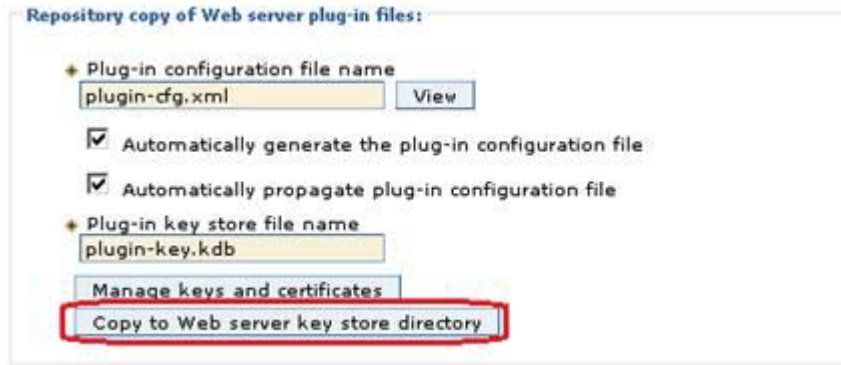 Repository copy of Web server plug-in files:
Plug-in configuration file name
plugin-cfg.xml View
Automatically generate the plug-in configuration file
Automatically propagate plug-in configuration file
Plug-in key store file name
plugin-key.kdb
Manage keys and certificates
Copy to Web server key store directory